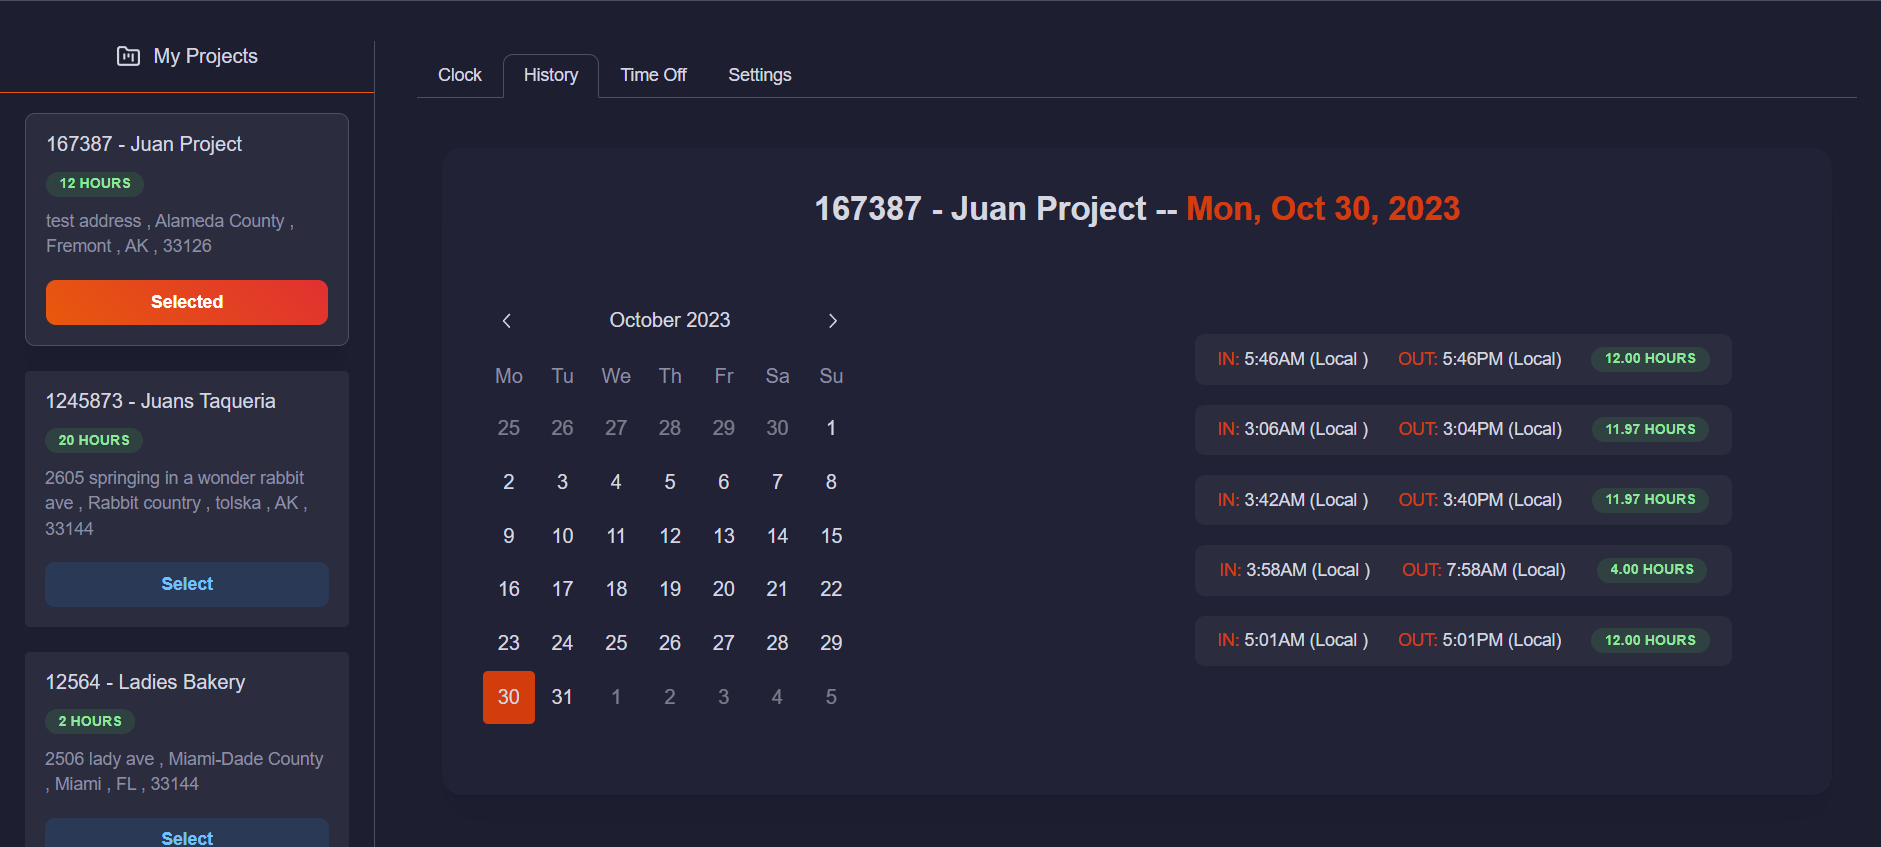 My Projects
167387 - Juan Project
12 HOURS
test address , Alameda County ,
Fremont , AK , 33126
Selected
1245873 - Juans Taqueria
20 HOURS
2605 springing in a wonder rabbit
ave , Rabbit country , tolska , AK ,
33144
Select
12564 - Ladies Bakery
2 HOURS
2506 lady ave , Miami-Dade County
, Miami , FL , 33144
Select
Clock History Time Off Settings
167387 - Juan Project -- Mon, Oct 30, 2023
October 2023
Mo Tu We Th Fr Sa Su
25 26 27 28 29 30 1
2 3 4 5 6 7 8
9 10 11 12 13 14 15
16 17 18 19 20 21 22
23 24 25 26 27 28 29
30 31 1 2 3 4 5
IN: 5:46AM (Local ) OUT: 5:46PM (Local) 12.00 HOURS
IN: 3:06AM (Local ) OUT: 3:04PM (Local) 11.97 HOURS
IN: 3:42AM (Local ) OUT: 3:40PM (Local) 11.97 HOURS
IN: 3:58AM (Local ) OUT: 7:58AM (Local) 4.00 HOURS
IN: 5:01AM (Local ) OUT: 5:01PM (Local) 12.00 HOURS